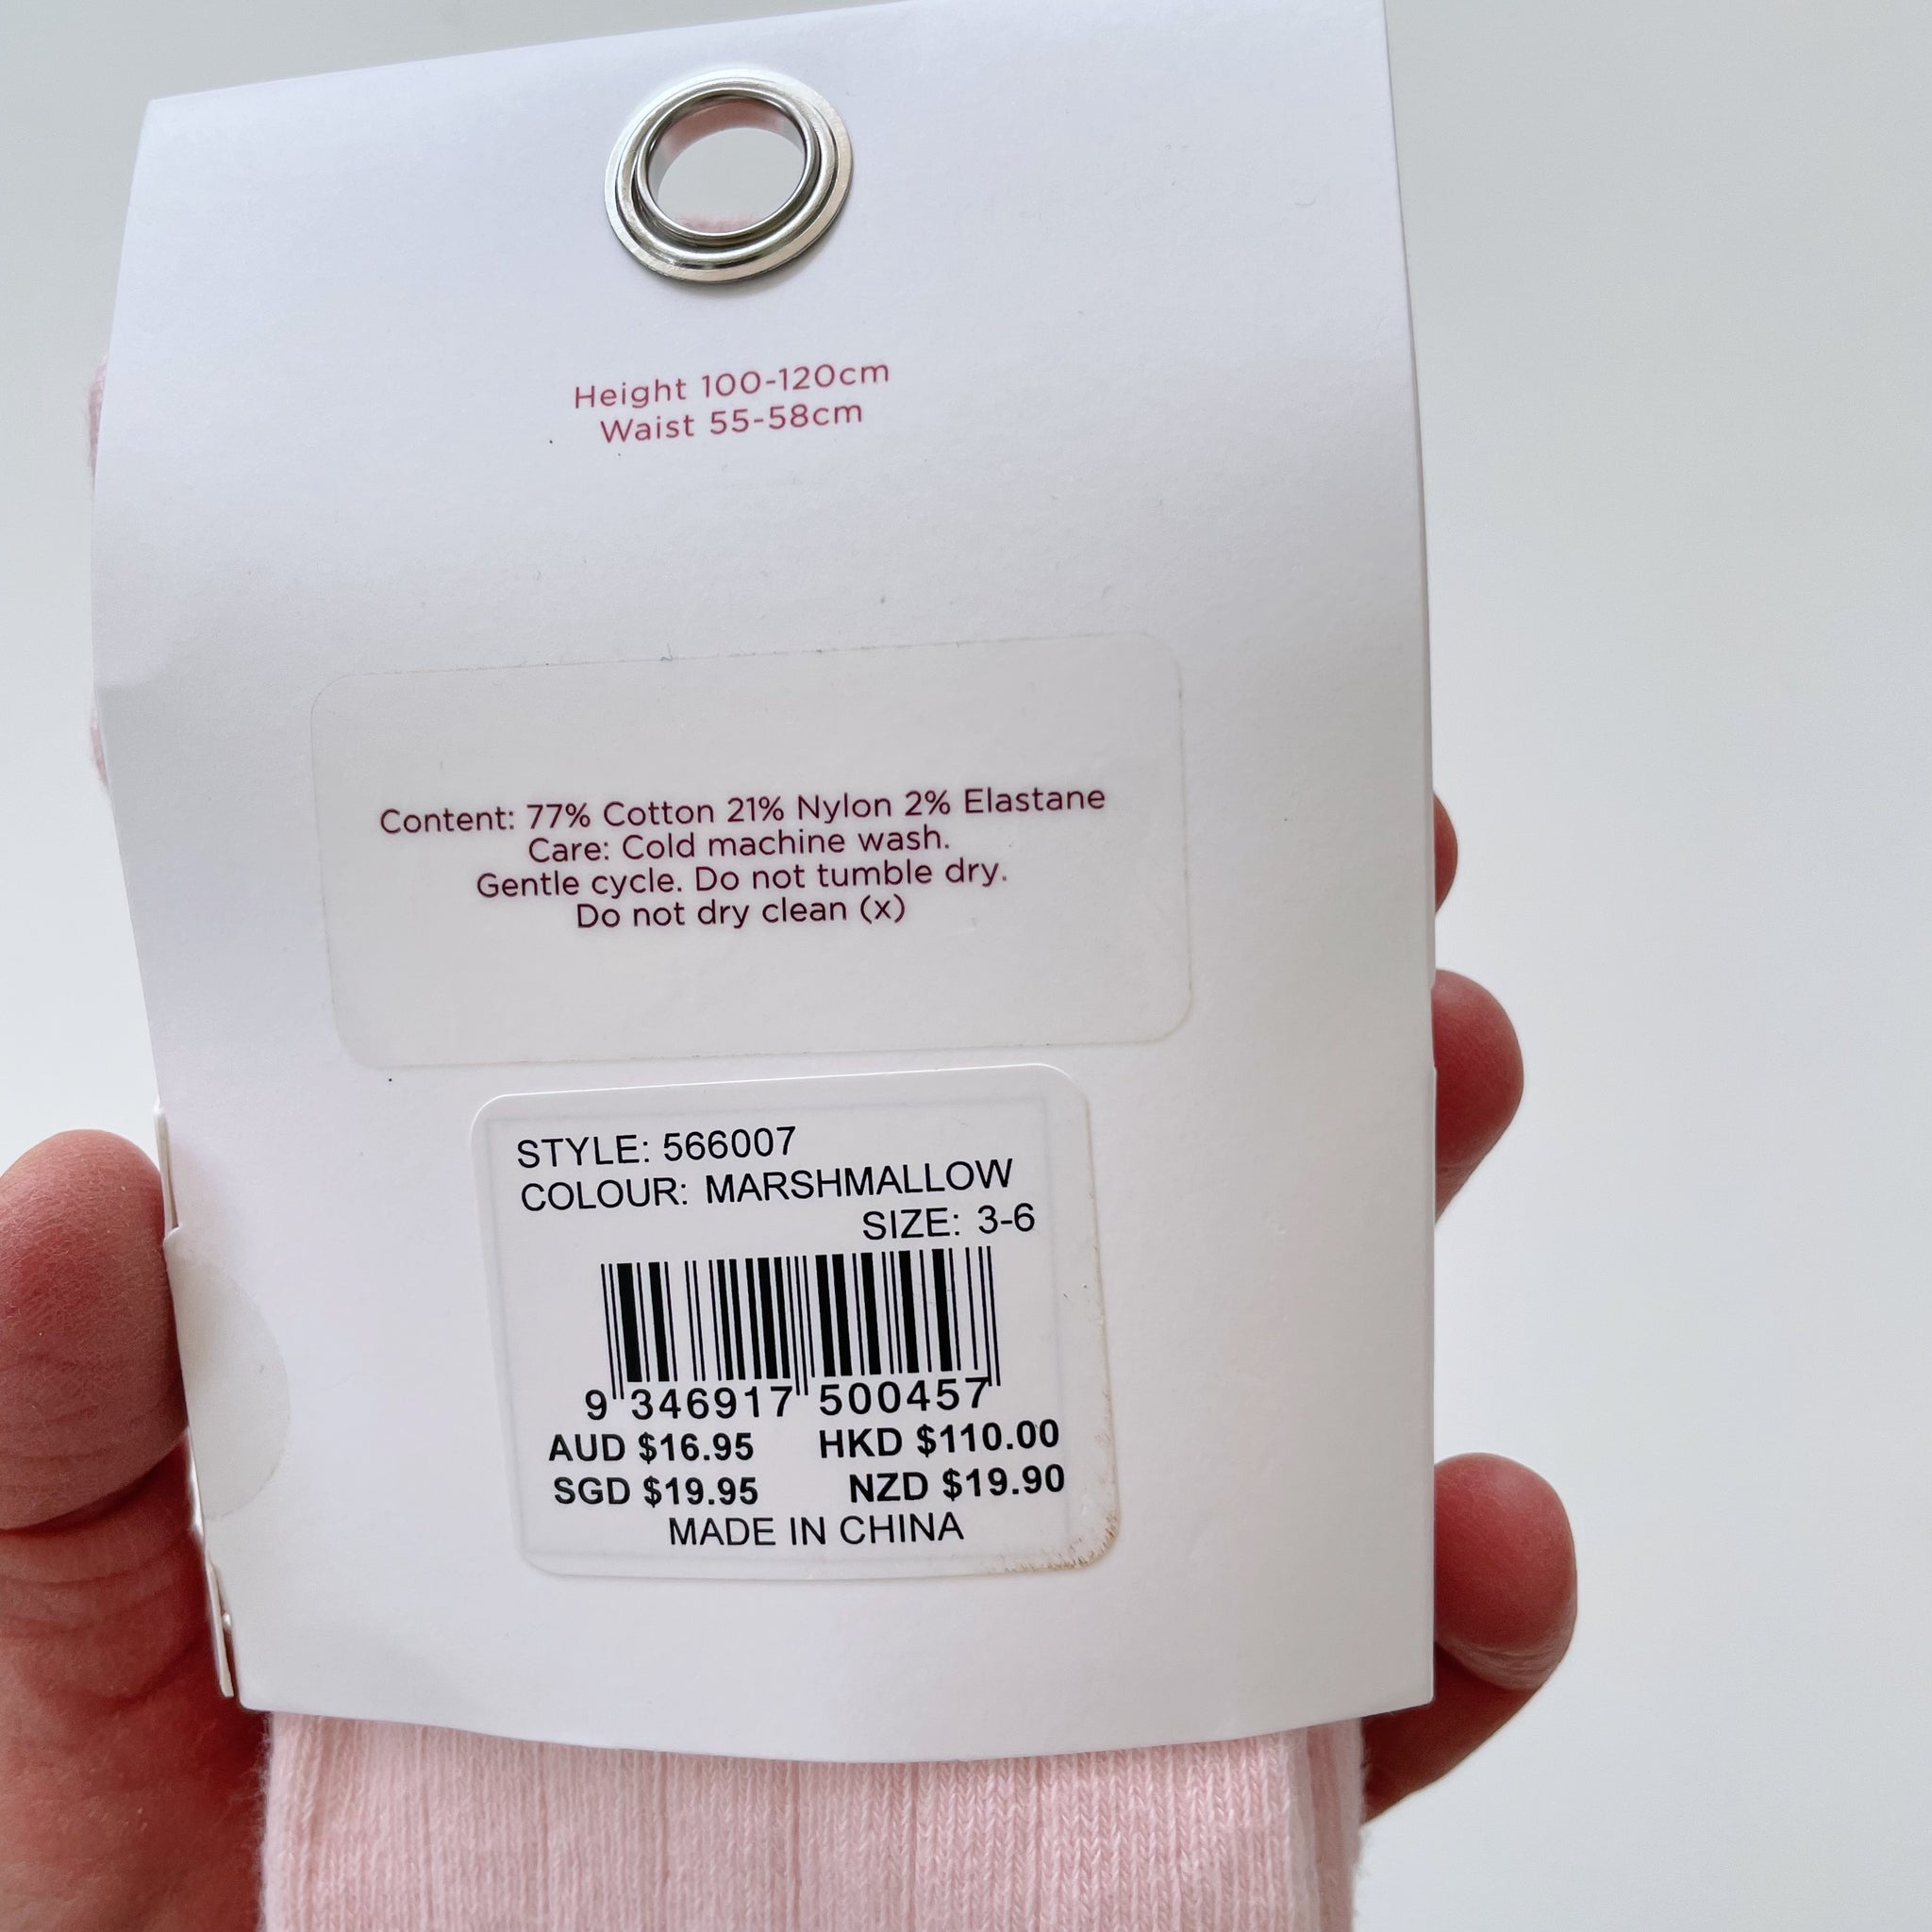 Height 100-120cm
Waist 55-58cm
Content: 77% Cotton 21% Nylon 2% Elastane
Care: Cold machine wash.
Gentle cycle. Do not tumble dry.
Do not dry clean (x)
STYLE: 566007
COLOUR: MARSHMALLOW
SIZE: 3-6
9 346917 500457
AUD $16.95 HKD $110.00
SGD $19.95 NZD $19.90
MADE IN CHINA